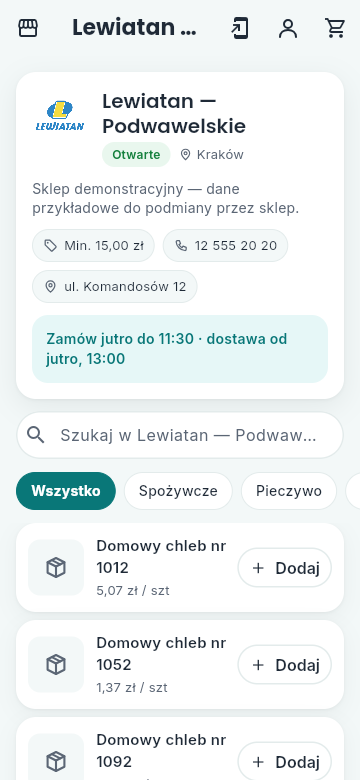 Lewiatan ...
LEWIATAN
Lewiatan —
Podwawelskie
Otwarte
Kraków
Sklep demonstracyjny — dane
przykładowe do podmiany przez sklep.
Min. 15,00 zł
12 555 20 20
ul. Komandosów 12
Zamów jutro do 11:30 · dostawa od
jutro, 13:00
Szukaj w Lewiatan — Podwaw...
Wszystko
Spożywcze
Pieczywo
Domowy chleb nr
1012
5,07 zł / szt
+ Dodaj
Domowy chleb nr
1052
1,37 zł / szt
+ Dodaj
Domowy chleb nr
1092
+ Dodaj